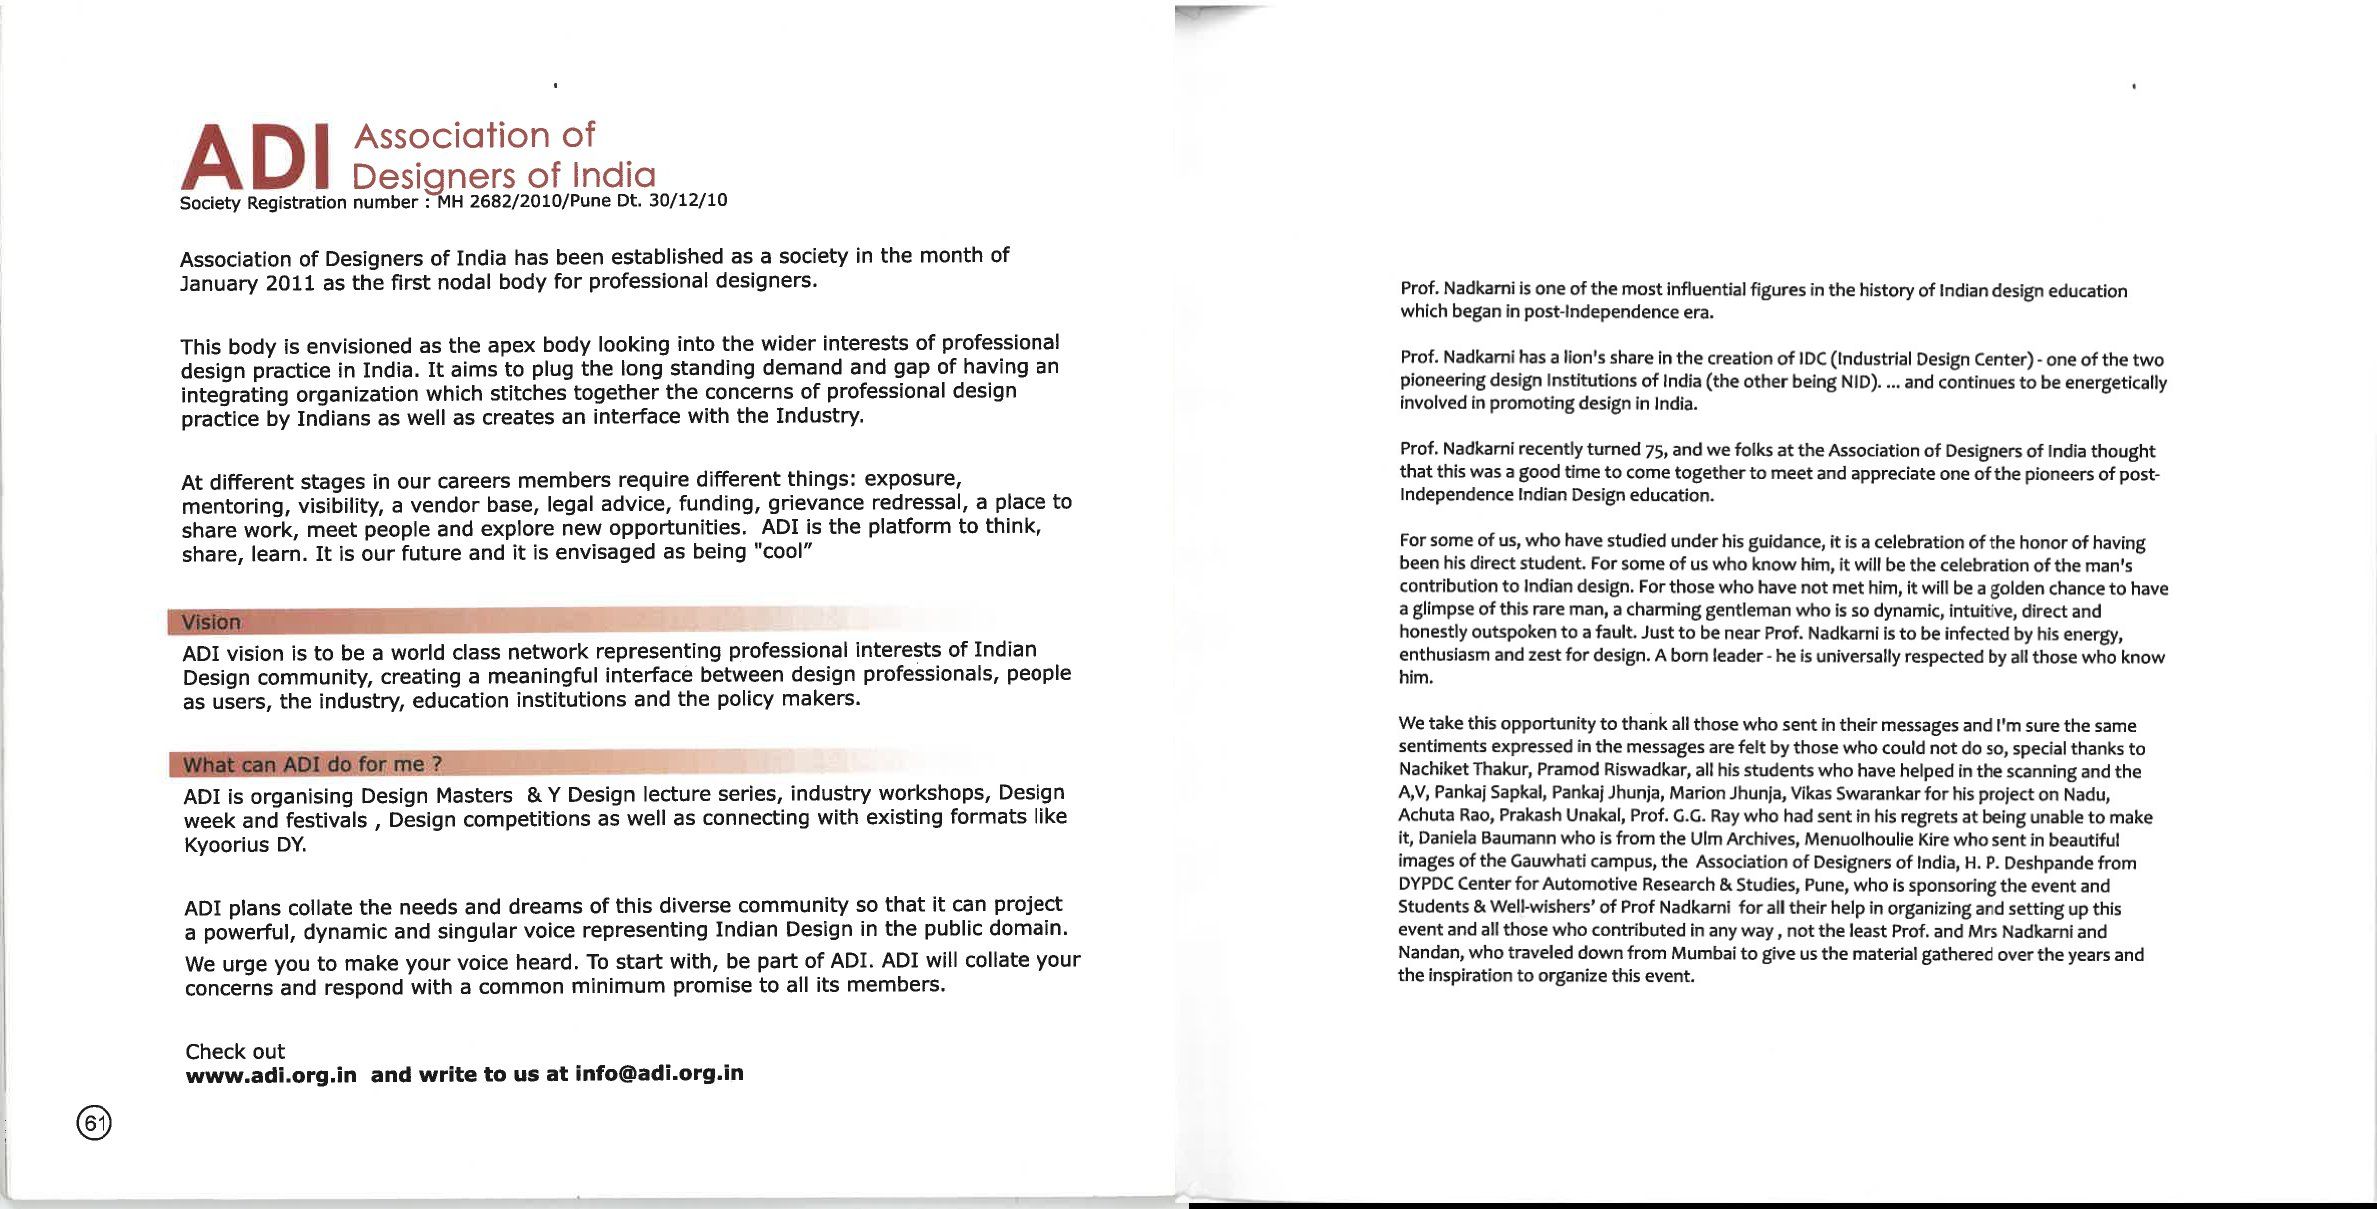 ADI Association of
Designers of India
Society Registration number : MH 2682/2010/Pune Dt. 30/12/10
Association of Designers of India has been established as a society in the month of
January 2011 as the first nodal body for professional designers.
This body is envisioned as the apex body looking into the wider interests of professional
design practice in India. It aims to plug the long standing demand and gap of having an
integrating organization which stitches together the concerns of professional design
practice by Indians as well as creates an interface with the Industry.
At different stages in our careers members require different things: exposure,
mentoring, visibility, a vendor base, legal advice, funding, grievance redressal, a place to
share work, meet people and explore new opportunities.  ADI is the platform to think,
share, learn. It is our future and it is envisaged as being "cool"
Vision
ADI vision is to be a world class network representing professional interests of Indian
Design community, creating a meaningful interface between design professionals, people
as users, the industry, education institutions and the policy makers.
What can ADI do for me ?
ADI is organising Design Masters  & Y Design lecture series, industry workshops, Design
week and festivals , Design competitions as well as connecting with existing formats like
Kyoorius DY.
ADI plans collate the needs and dreams of this diverse community so that it can project
a powerful, dynamic and singular voice representing Indian Design in the public domain.
We urge you to make your voice heard. To start with, be part of ADI. ADI will collate your
concerns and respond with a common minimum promise to all its members.
Check out
www.adi.org.in  and write to us at info@adi.org.in
61
Prof. Nadkarni is one of the most influential figures in the history of Indian design education
which began in post-Independence era.
Prof. Nadkarni has a lion's share in the creation of IDC (Industrial Design Center) - one of the two
pioneering design Institutions of India (the other being NID). ... and continues to be energetically
involved in promoting design in India.
Prof. Nadkarni recently turned 75, and we folks at the Association of Designers of India thought
that this was a good time to come together to meet and appreciate one of the pioneers of post-
Independence Indian Design education.
For some of us, who have studied under his guidance, it is a celebration of the honor of having
been his direct student. For some of us who know him, it will be the celebration of the man's
contribution to Indian design. For those who have not met him, it will be a golden chance to have
a glimpse of this rare man, a charming gentleman who is so dynamic, intuitive, direct and
honestly outspoken to a fault. Just to be near Prof. Nadkarni is to be infected by his energy,
enthusiasm and zest for design. A born leader - he is universally respected by all those who know
him.
We take this opportunity to thank all those who sent in their messages and I'm sure the same
sentiments expressed in the messages are felt by those who could not do so, special thanks to
Nachiket Thakur, Pramod Riswadkar, all his students who have helped in the scanning and the
A,V, Pankaj Sapkal, Pankaj Jhunja, Marion Jhunja, Vikas Swarankar for his project on Nadu,
Achuta Rao, Prakash Unakal, Prof. G.G. Ray who had sent in his regrets at being unable to make
it, Daniela Baumann who is from the Ulm Archives, Menuolhoulie Kire who sent in beautiful
images of the Gauwhati campus, the  Association of Designers of India, H. P. Deshpande from
DYPDC Center for Automotive Research & Studies, Pune, who is sponsoring the event and
Students & Well-wishers' of Prof Nadkarni  for all their help in organizing and setting up this
event and all those who contributed in any way , not the least Prof. and Mrs Nadkarni and
Nandan, who traveled down from Mumbai to give us the material gathered over the years and
the inspiration to organize this event.